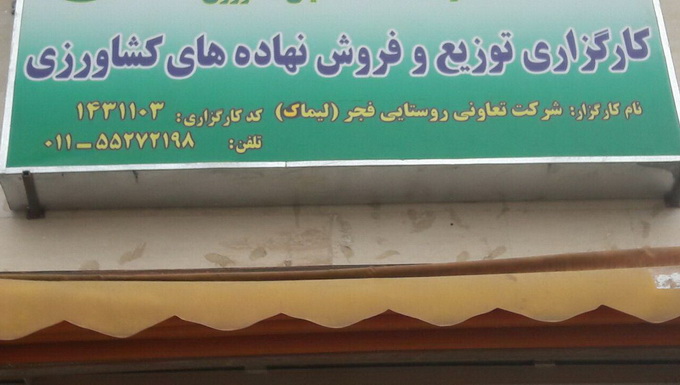 کارگزاری توزیع و فروش نهاده های کشاورزی
نام کارگزار: شرکت تعاونی روستایی فجر (لیماک) کد کارگزاری: ۱۴۳۱۱۰۳
تلفن: ۰۱۱-۵۵۲۷۲۱۹۸